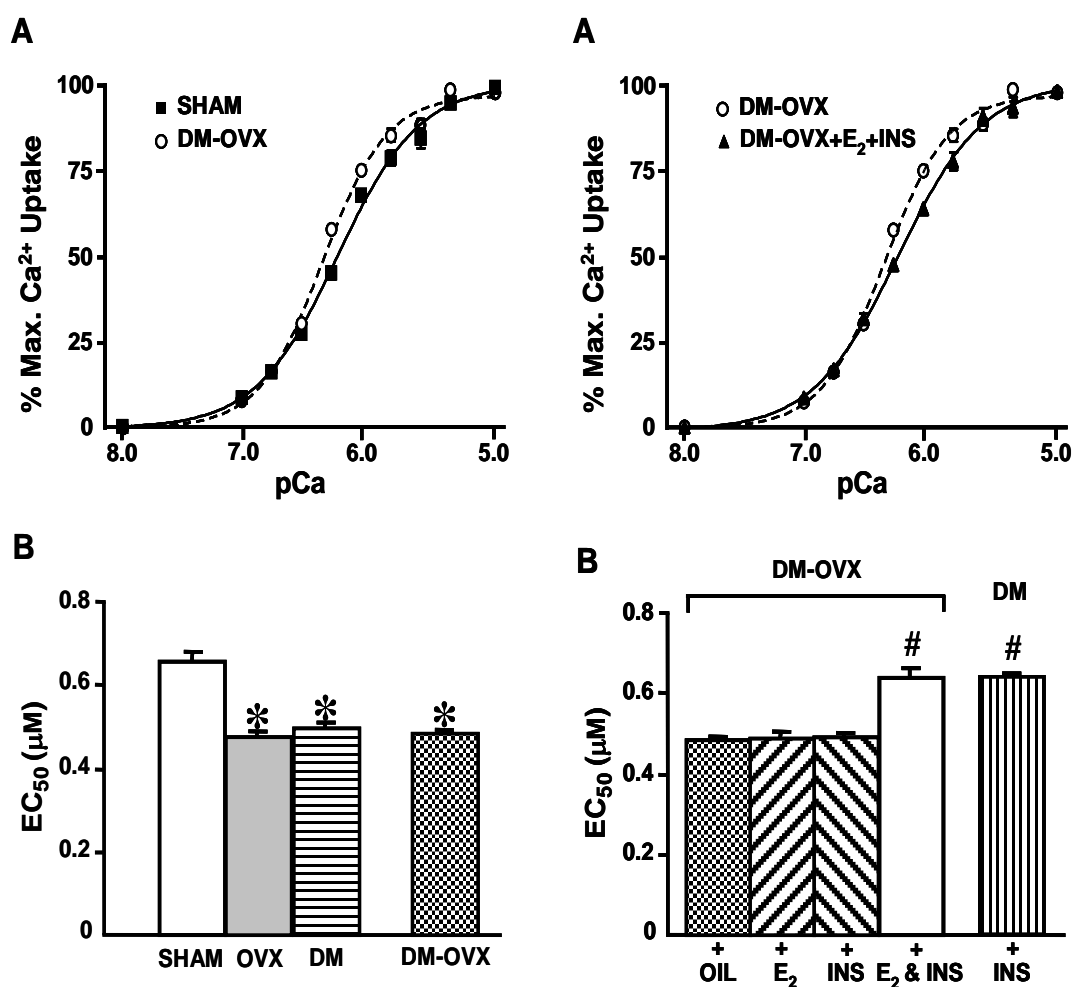 A
% Max. Ca²⁺ Uptake
100
75
50
25
0
SHAM
DM-OVX
8.0 7.0 6.0 5.0
pCa
A
% Max. Ca²⁺ Uptake
100
75
50
25
0
DM-OVX
DM-OVX+E₂+INS
8.0 7.0 6.0 5.0
pCa
B
EC₅₀ (µM)
0.8
0.6
0.4
0.2
0
* * *
SHAM OVX DM DM-OVX
B
DM-OVX
DM
EC₅₀ (µM)
0.8
0.6
0.4
0.2
0
# #
+ + + + +
OIL E₂ INS E₂ & INS INS